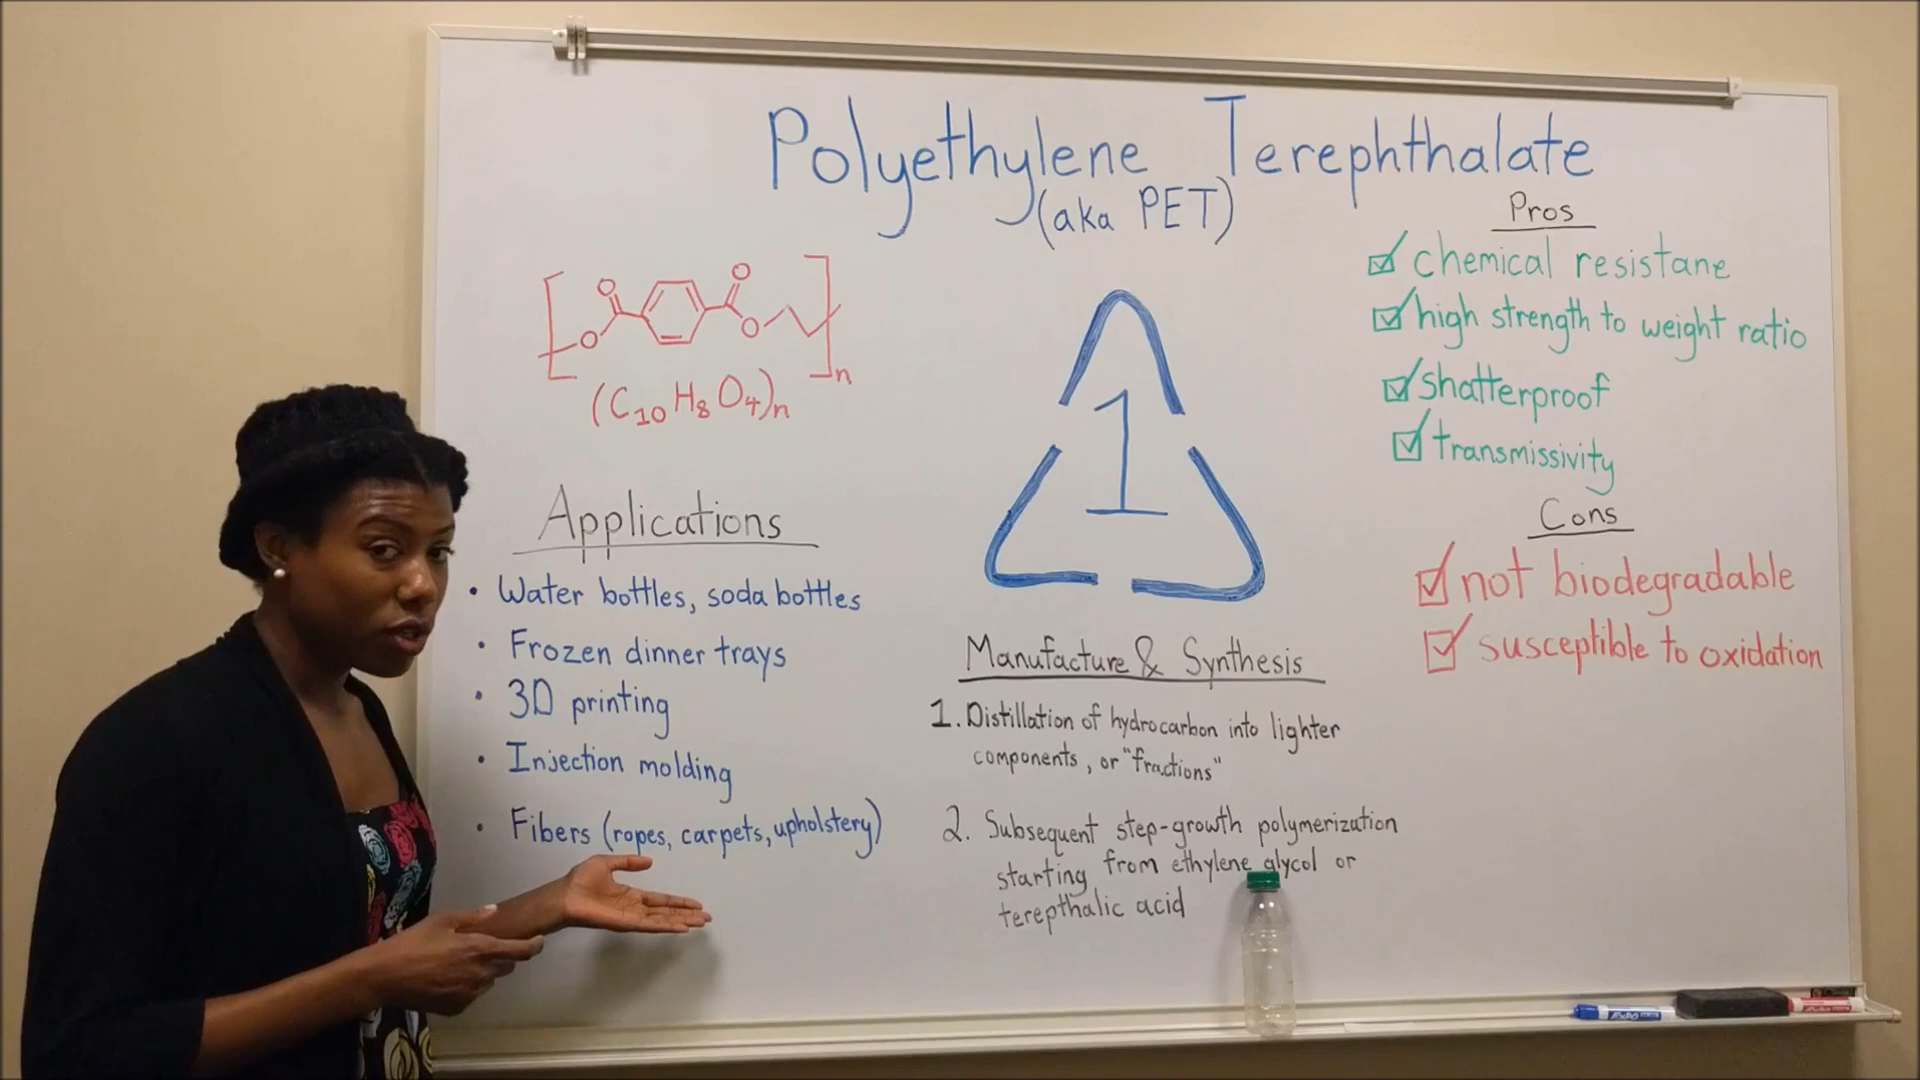 Polyethylene Terephthalate
(aka PET)
O O
O O
n
(C10H8O4)n
Applications
• Water bottles, soda bottles
• Frozen dinner trays
• 3D printing
• Injection molding
• Fibers (ropes, carpets, upholstery)
1
Manufacture & Synthesis
1. Distillation of hydrocarbon into lighter
components, or "fractions"
2. Subsequent step-growth polymerization
starting from ethylene glycol or
terepthalic acid
Pros
☑ chemical resistane
☑ high strength to weight ratio
☑ shatterproof
☑ transmissivity
Cons
☑ not biodegradable
☑ susceptible to oxidation
EXPO